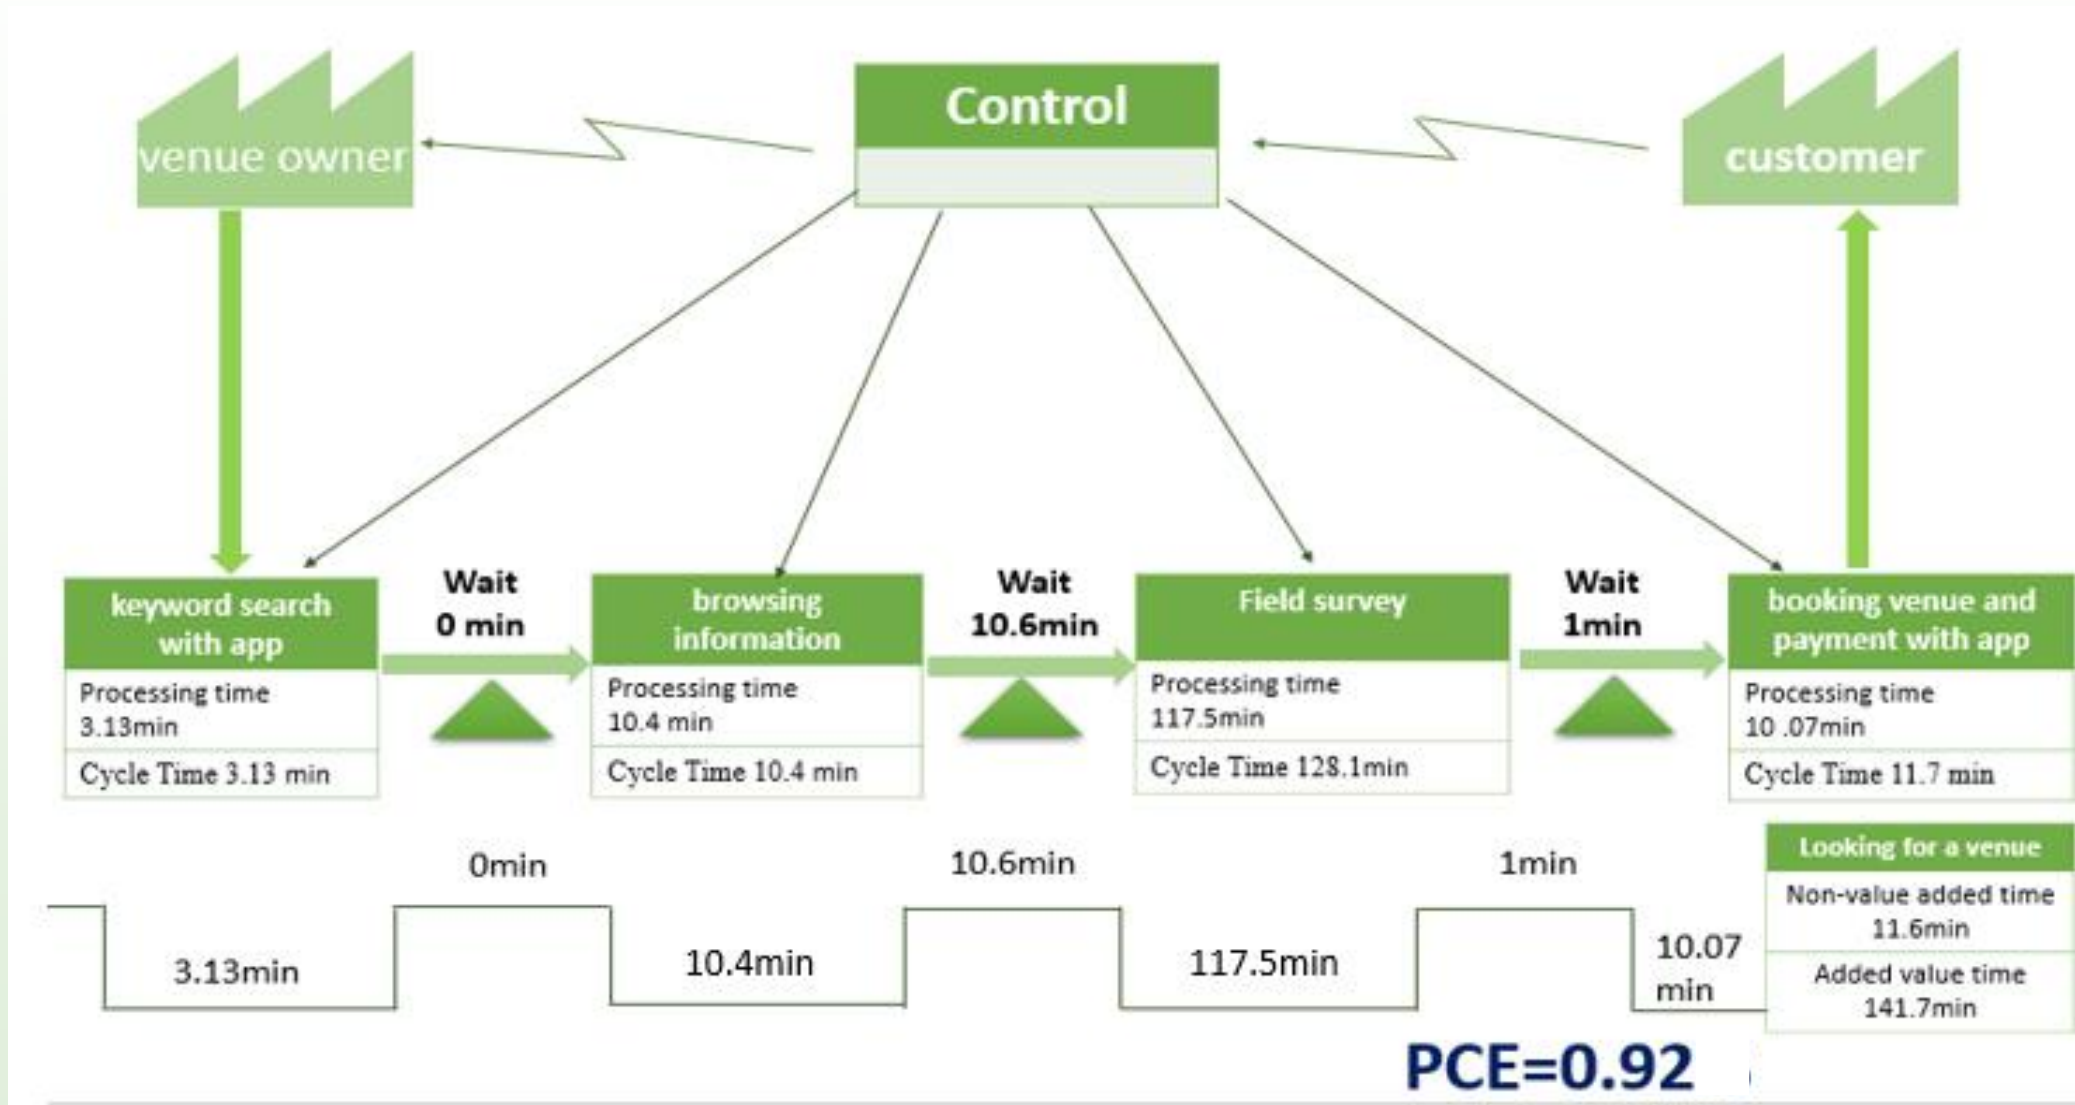 venue owner
Control
customer
keyword search
with app
Processing time
3.13min
Cycle Time 3.13 min
Wait
0 min
browsing
information
Processing time
10.4 min
Cycle Time 10.4 min
Wait
10.6min
Field survey
Processing time
117.5min
Cycle Time 128.1min
Wait
1min
booking venue and
payment with app
Processing time
10 .07min
Cycle Time 11.7 min
0min
10.6min
1min
3.13min
10.4min
117.5min
10.07
min
Looking for a venue
Non-value added time
11.6min
Added value time
141.7min
PCE=0.92